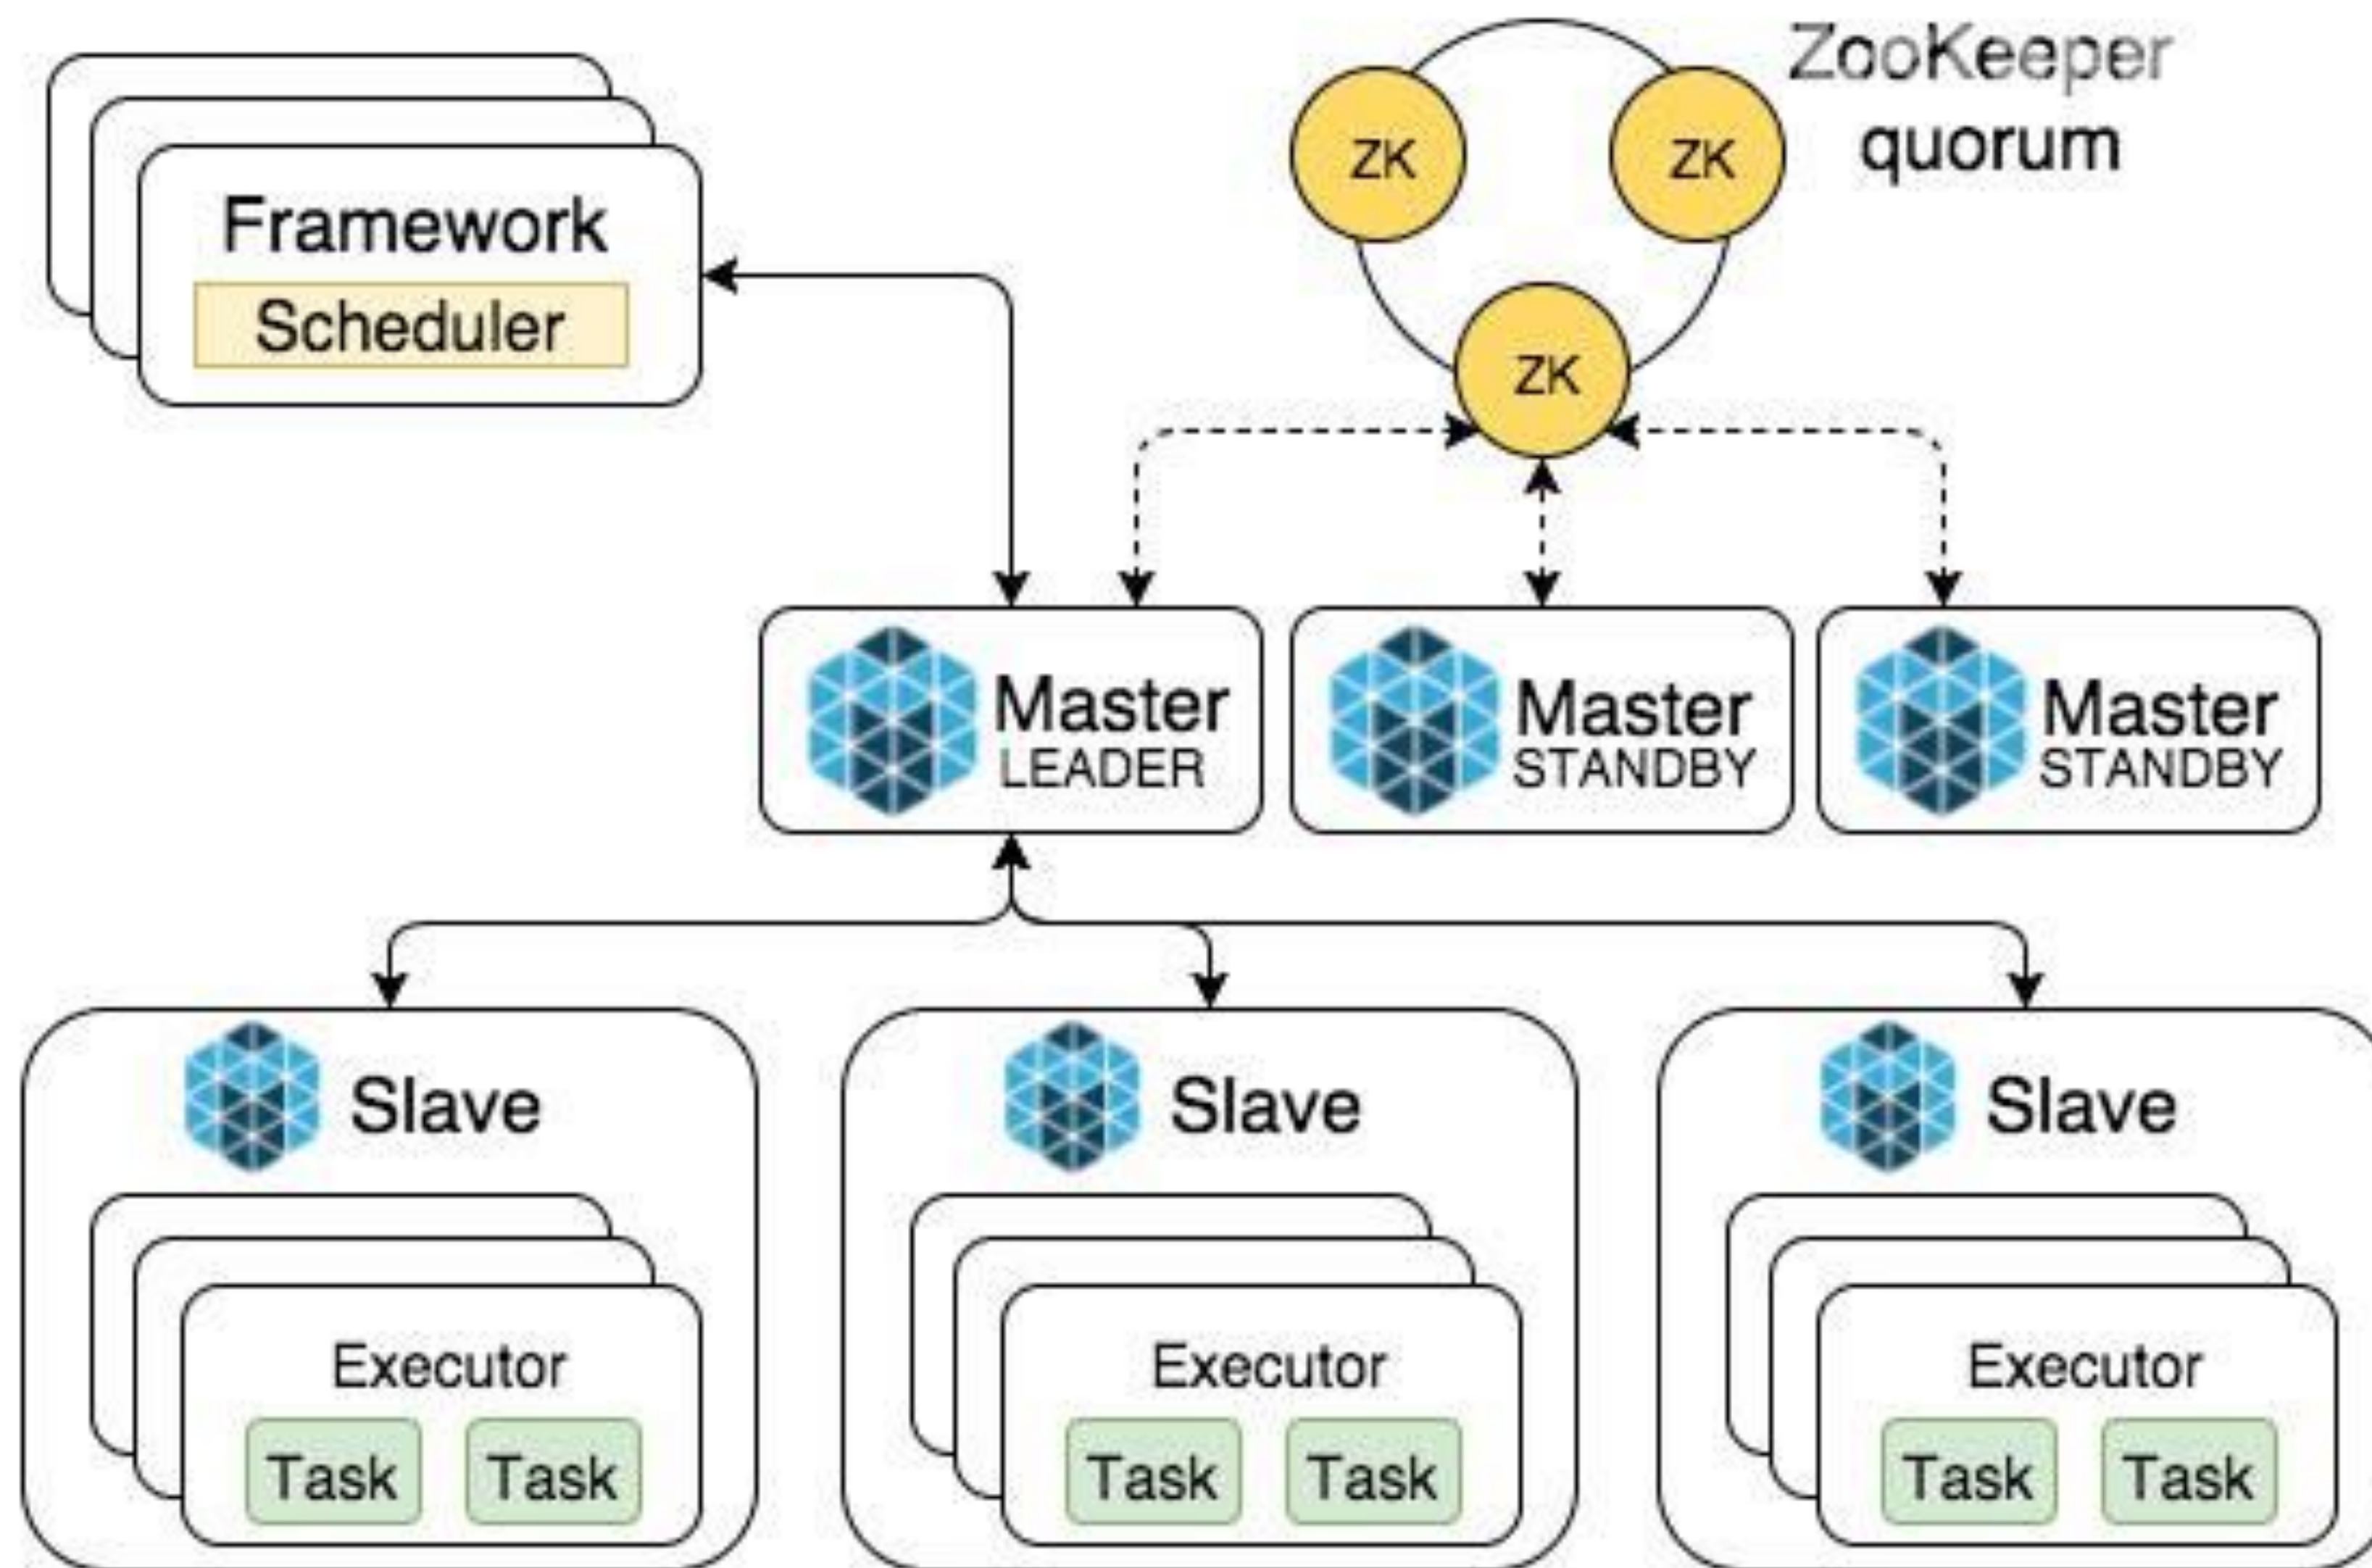 ZooKeeper
quorum
ZK
ZK
ZK
Framework
Scheduler
Master
LEADER
Master
STANDBY
Master
STANDBY
Slave
Slave
Slave
Executor
Task Task
Executor
Task Task
Executor
Task Task